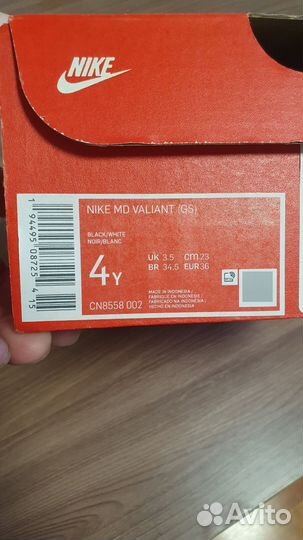 NIKE
NIKE MD VALIANT (GS)
BLACK/WHITE
NOIR/BLANC
4Y
UK 3.5 cm 23
BR 34.5 EUR 36
CN8558 002
MADE IN INDONESIA /
FABRIQUÉ EN INDONÉSIE /
FABRICADO NA INDONÉSIA /
HECHO EN INDONESIA
1 94495 08725 4 15
Avito